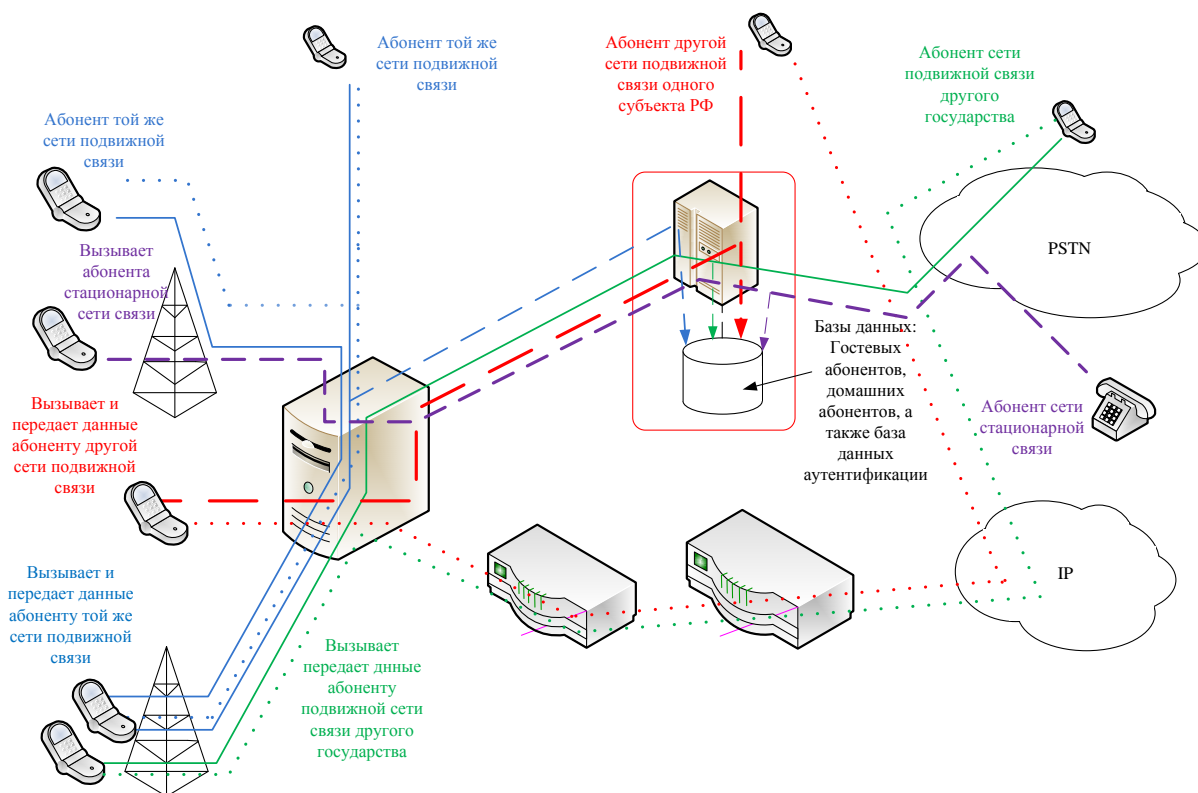 Абонент той же
сети подвижной
связи
Абонент другой
сети подвижной
связи одного
субъекта РФ
Абонент сети
подвижной связи
другого
государства
Абонент той же
сети подвижной
связи
Вызывает
абонента
стационарной
сети связи
PSTN
Базы данных:
Гостевых
абонентов,
домашних
абонентов, а
также база
данных
аутентификации
Абонент сети
стационарной
связи
Вызывает и
передает данные
абоненту другой
сети подвижной
связи
IP
Вызывает и
передает данные
абоненту той же
сети подвижной
связи
Вызывает
передает днные
абоненту
подвижной сети
связи другого
государства